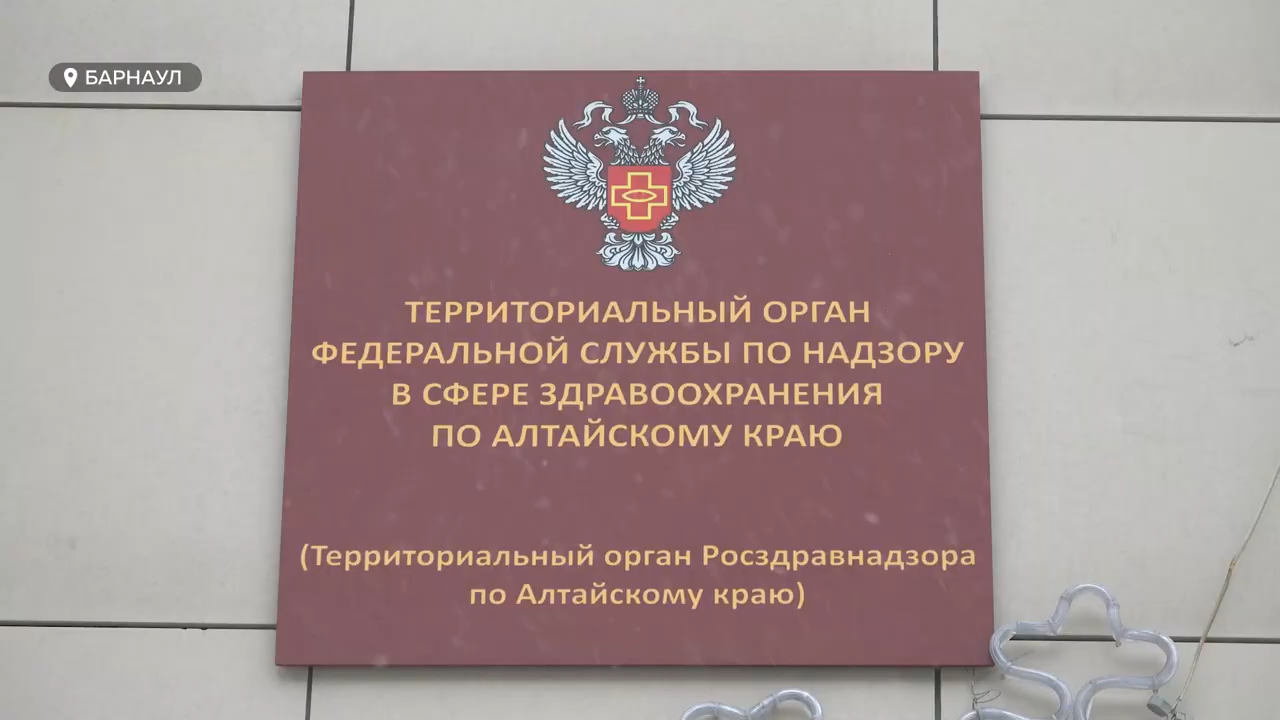 БАРНАУЛ
ТЕРРИТОРИАЛЬНЫЙ ОРГАН
ФЕДЕРАЛЬНОЙ СЛУЖБЫ ПО НАДЗОРУ
В СФЕРЕ ЗДРАВООХРАНЕНИЯ
ПО АЛТАЙСКОМУ КРАЮ
(Территориальный орган Росздравнадзора
по Алтайскому краю)